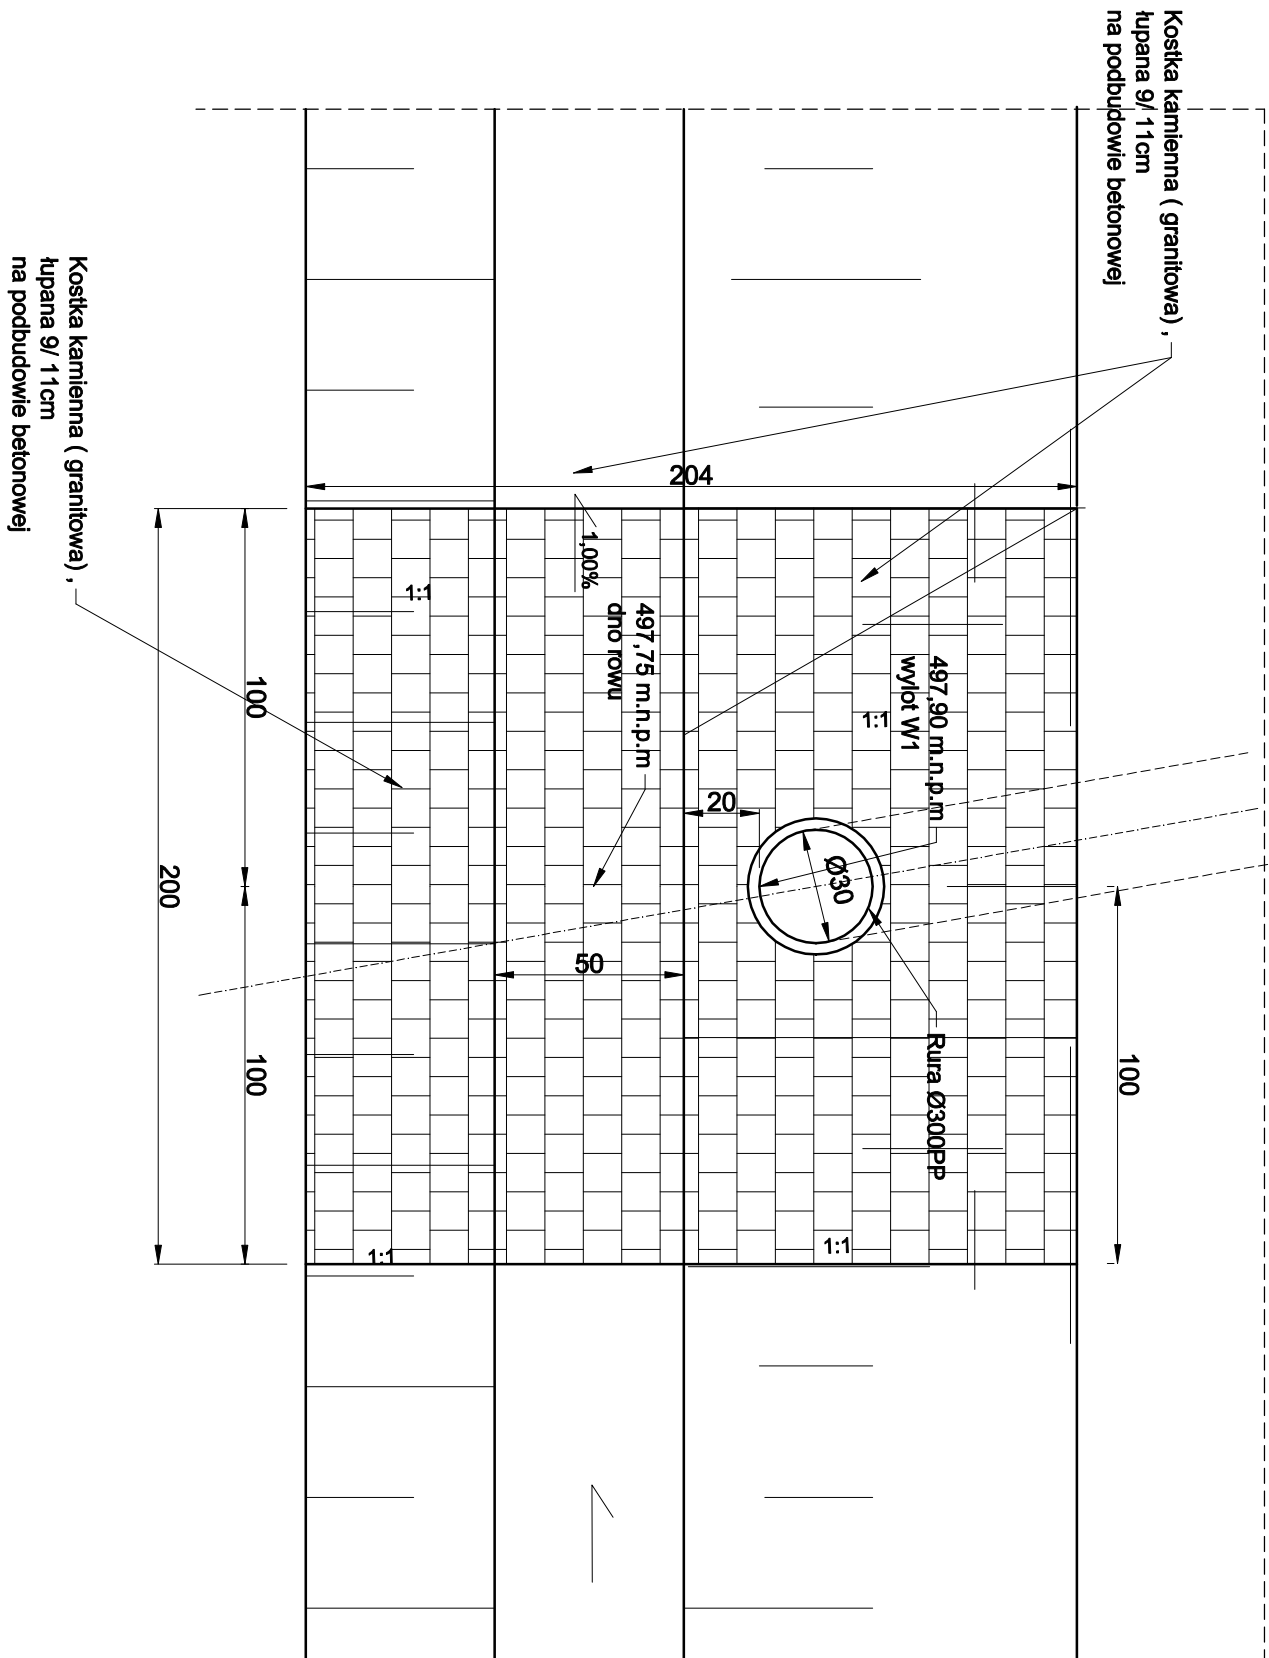 Kostka kamienna ( granitowa) ,
łupana 9/ 11cm
na podbudowie betonowej
Kostka kamienna ( granitowa) ,
łupana 9/ 11cm
na podbudowie betonowej
204
1,00%
1:1
497,75 m.n.p.m
dno rowu
497,90 m.n.p.m
wylot W1
1:1
20
Ø30
50
Rura Ø300PP
100
200
100
100
1:1
1:1